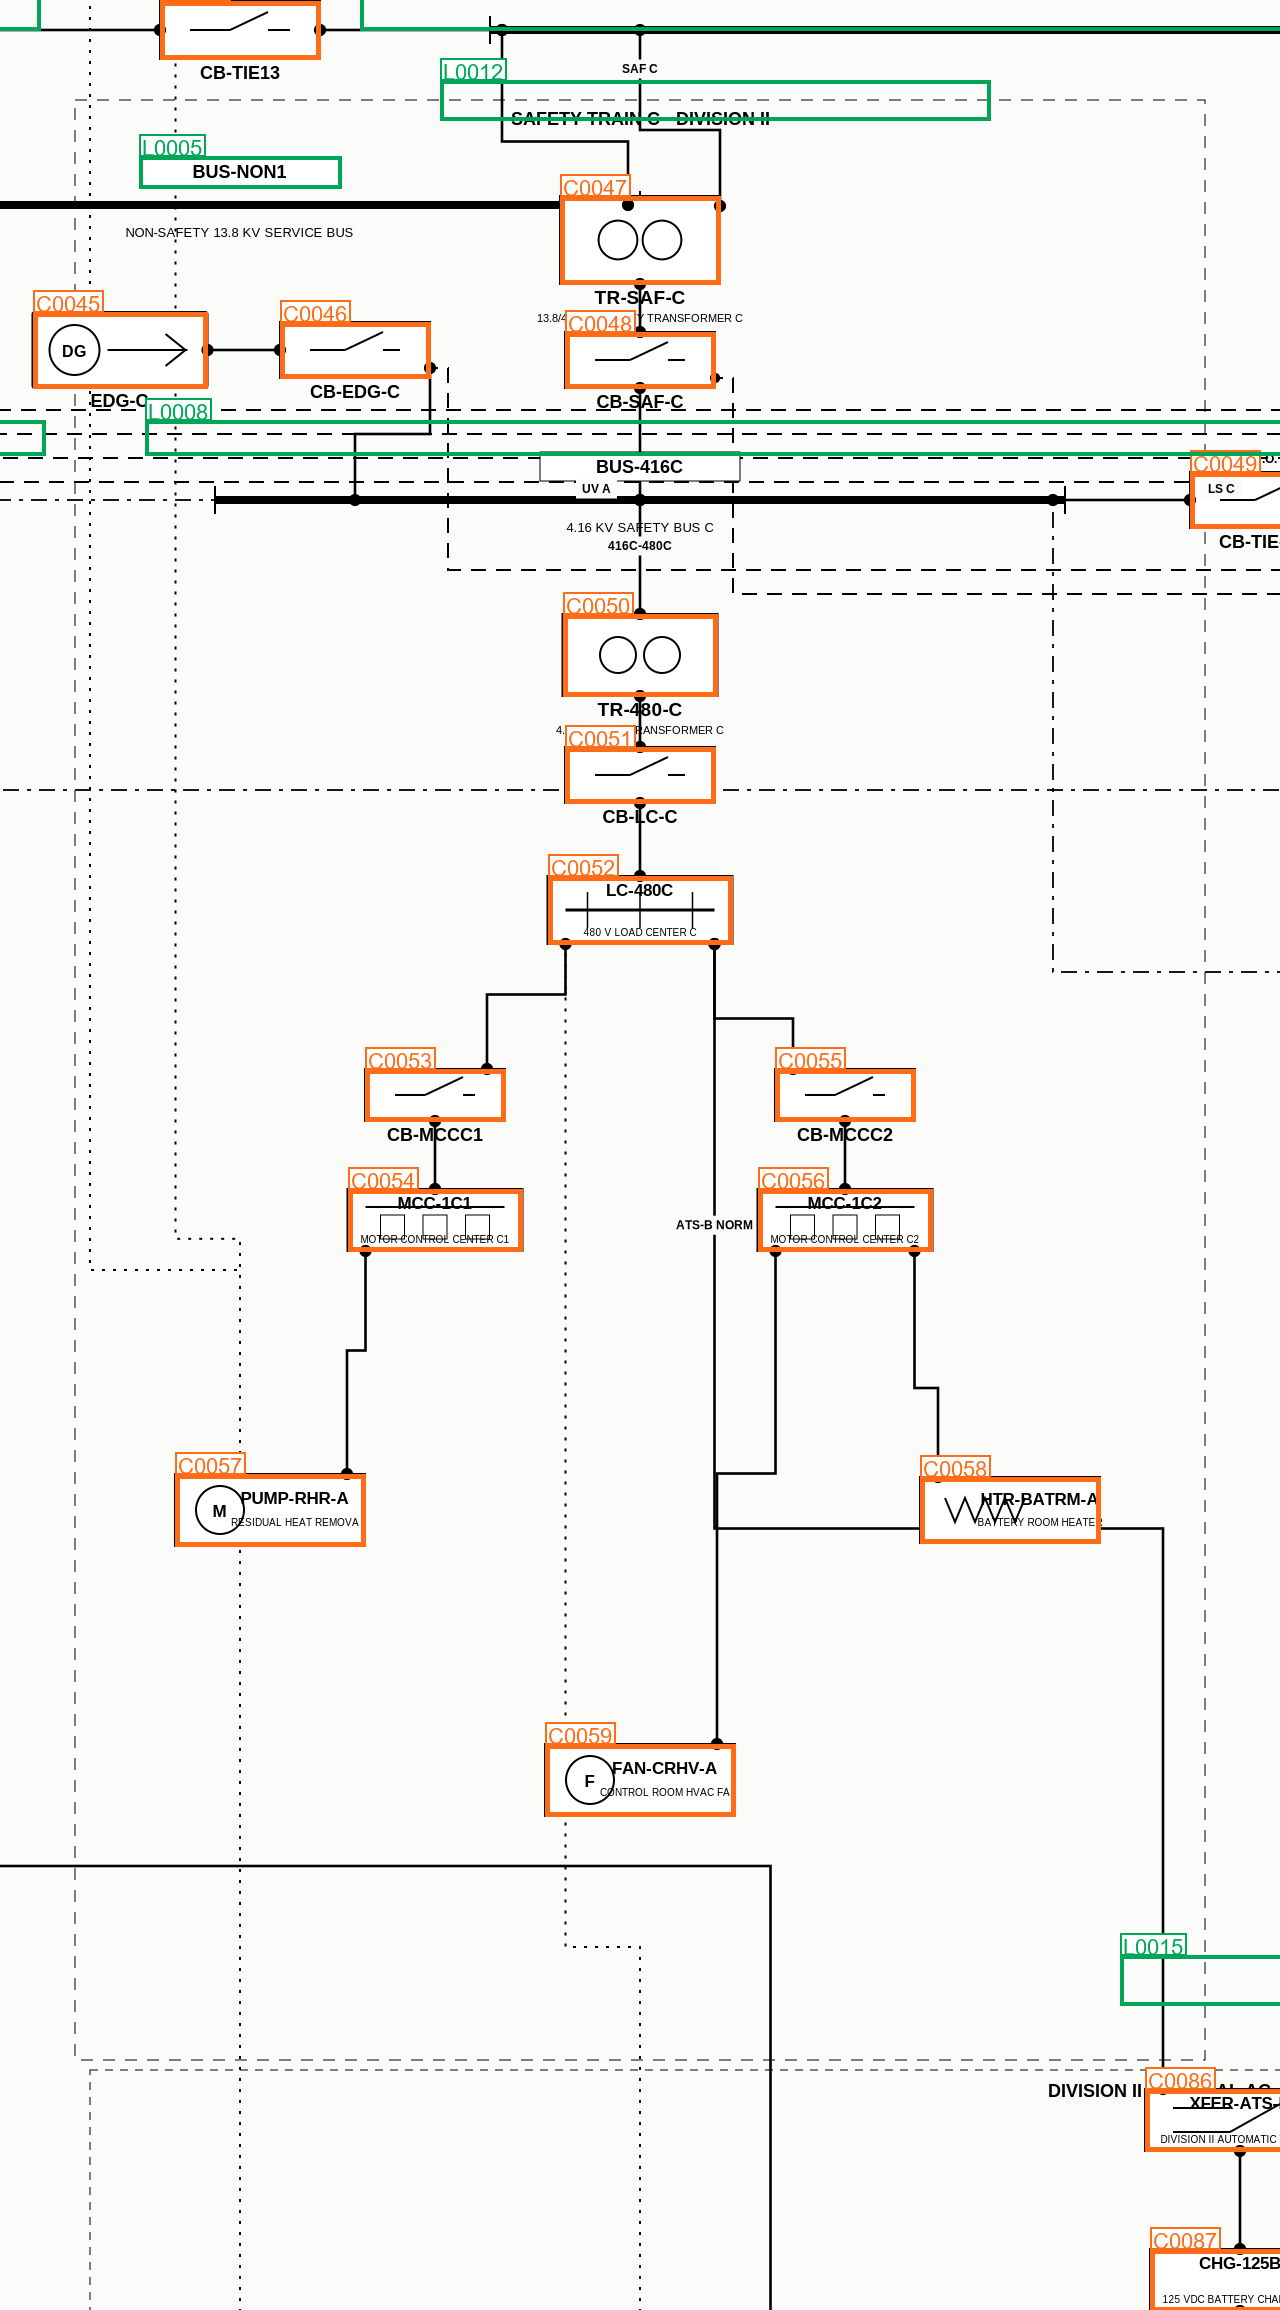 CB-TIE13
SAF C
L0012
SAFETY TRAIN C - DIVISION II
L0005
BUS-NON1
C0047
NON-SAFETY 13.8 KV SERVICE BUS
TR-SAF-C
C0045
C0046
13.8/4 Y TRANSFORMER C
C0048
DG
CB-EDG-C
EDG-C
CB-SAF-C
L0008
BUS-416C
C0049
UV A
LS C
4.16 KV SAFETY BUS C
CB-TIE
416C-480C
C0050
TR-480-C
4. RANSFORMER C
C0051
CB-LC-C
C0052
LC-480C
480 V LOAD CENTER C
C0053
C0055
CB-MCCC1
CB-MCCC2
C0054
C0056
MCC-1C1
MCC-1C2
ATS-B NORM
MOTOR CONTROL CENTER C1
MOTOR CONTROL CENTER C2
C0057
C0058
PUMP-RHR-A
HTR-BATRM-A
M
RESIDUAL HEAT REMOVA
BATTERY ROOM HEATER
C0059
FAN-CRHV-A
F
CONTROL ROOM HVAC FA
L0015
C0086
DIVISION II
XFER-ATS-
DIVISION II AUTOMATIC
C0087
CHG-125B
125 VDC BATTERY CHA